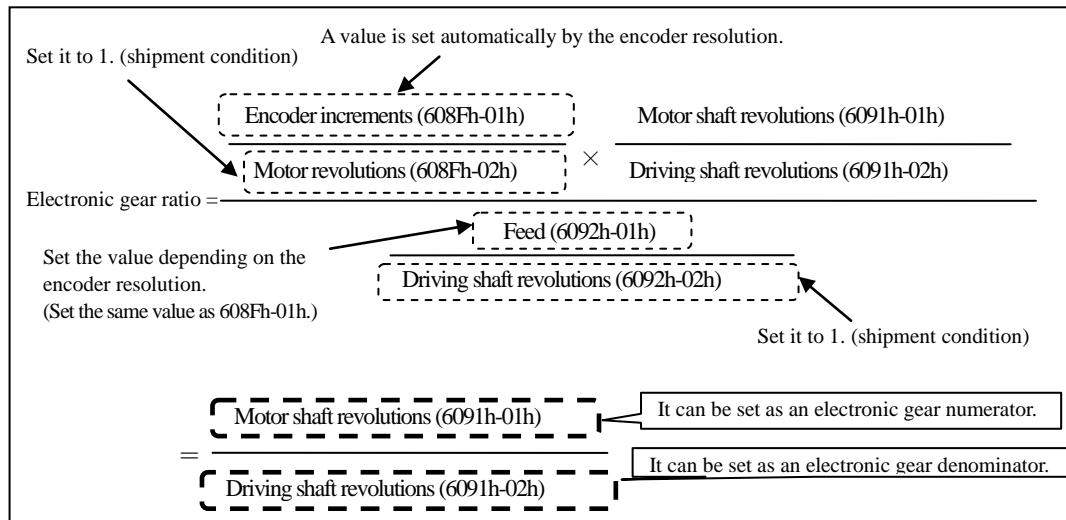 A value is set automatically by the encoder resolution.
Set it to 1. (shipment condition)
Encoder increments (608Fh-01h)
Motor shaft revolutions (6091h-01h)
×
Motor revolutions (608Fh-02h)
Driving shaft revolutions (6091h-02h)
Electronic gear ratio =
Feed (6092h-01h)
Set the value depending on the
encoder resolution.
(Set the same value as 608Fh-01h.)
Driving shaft revolutions (6092h-02h)
Set it to 1. (shipment condition)
Motor shaft revolutions (6091h-01h)
It can be set as an electronic gear numerator.
=
Driving shaft revolutions (6091h-02h)
It can be set as an electronic gear denominator.